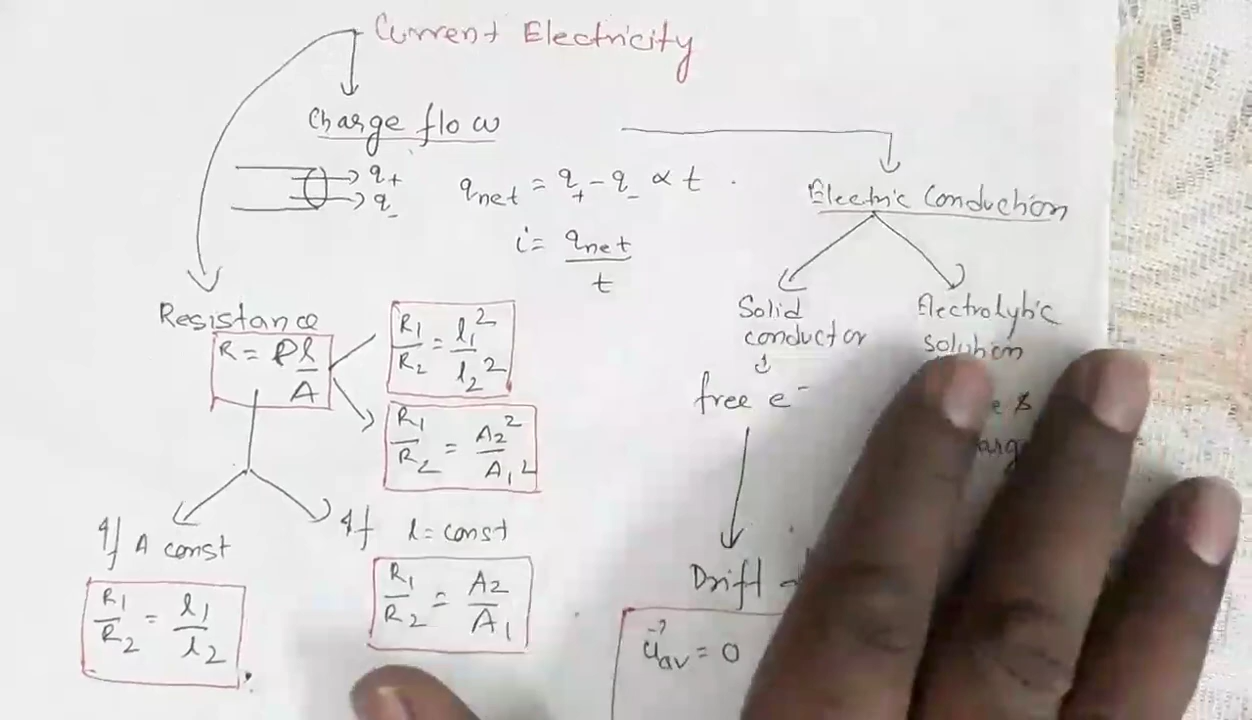 Current Electricity
Charge flow
q+
q-
qnet = q+ - q- ∝ t
i = qnet / t
Electric Conduction
Solid conductor
free e⁻
Electrolytic solution
Drift
u⃗av = 0
Resistance
R = ρl / A
R1/R2 = l1²/l2²
R1/R2 = A2²/A1²
If A const
R1/R2 = l1/l2
If l = const
R1/R2 = A2/A1